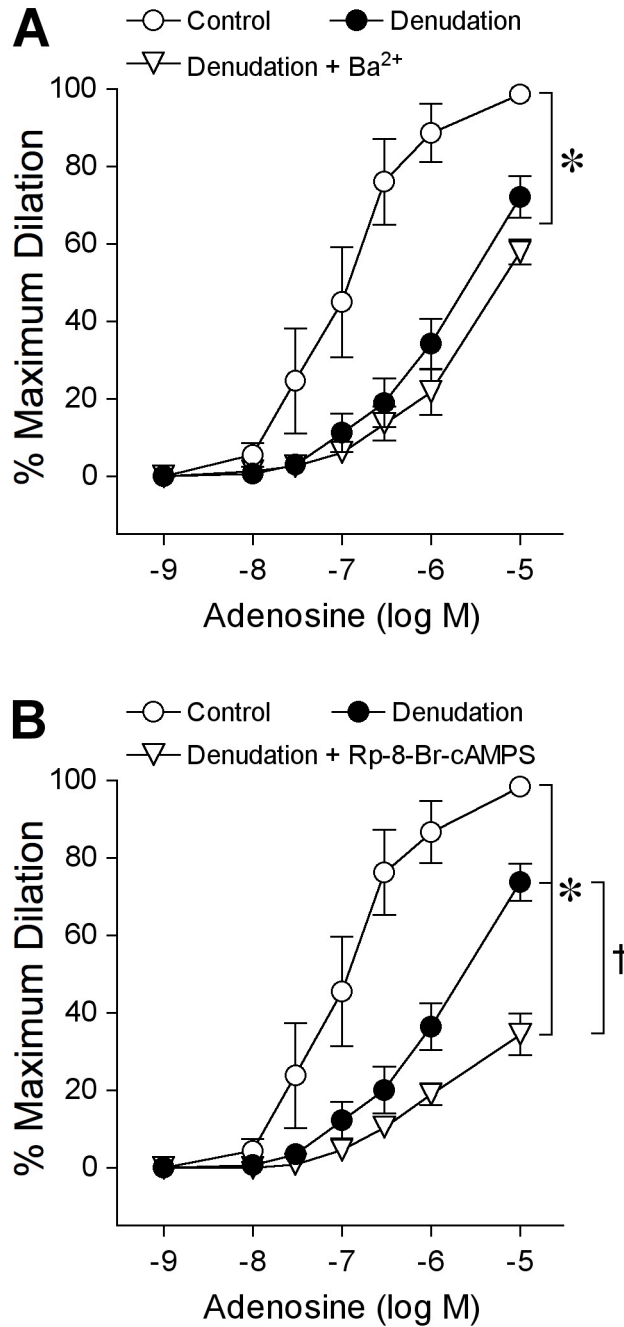 A
Control Denudation
Denudation + Ba²⁺
100
80
60
40
20
0
% Maximum Dilation
*
-9 -8 -7 -6 -5
Adenosine (log M)
B
Control Denudation
Denudation + Rp-8-Br-cAMPS
100
80
60
40
20
0
% Maximum Dilation
*
†
-9 -8 -7 -6 -5
Adenosine (log M)